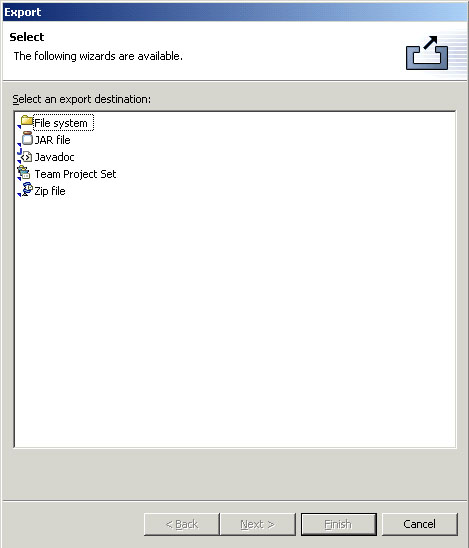 Export
Select
The following wizards are available.
Select an export destination:
File system
JAR file
Javadoc
Team Project Set
Zip file
< Back Next > Finish Cancel